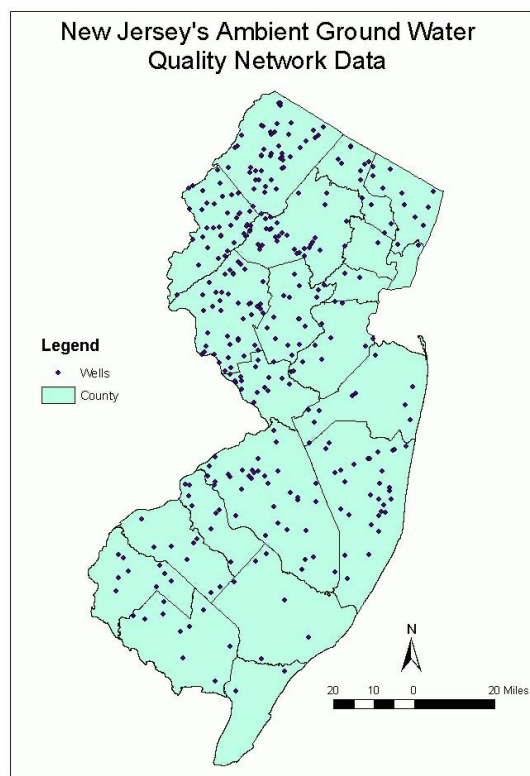 New Jersey's Ambient Ground Water
Quality Network Data
Legend
Wells
County
N
20 10 0 20 Miles